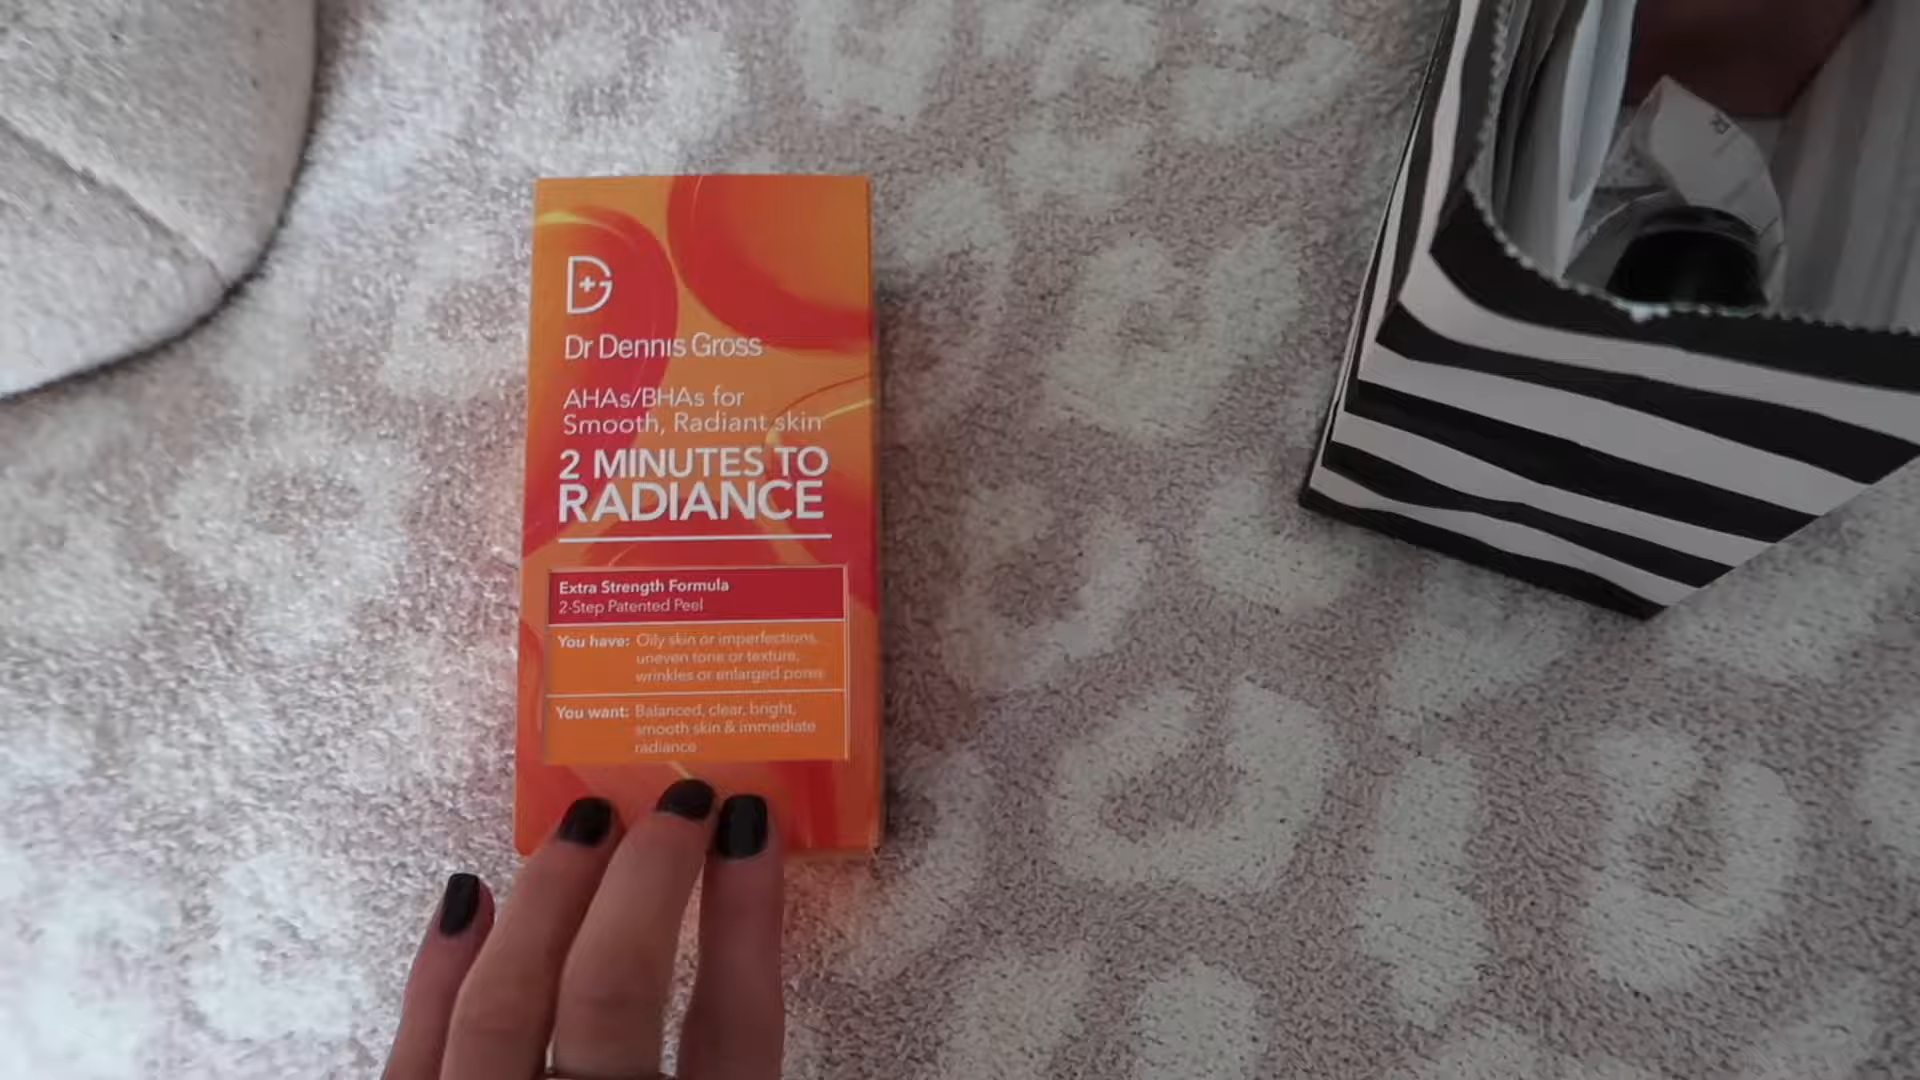 DG
Dr Dennis Gross
AHAs/BHAs for
Smooth, Radiant skin
2 MINUTES TO
RADIANCE
Extra Strength Formula
2-Step Patented Peel
You have: Oily skin or imperfections,
uneven tone or texture,
wrinkles or enlarged pores
You want: Balanced, clear, bright,
smooth skin & immediate
radiance